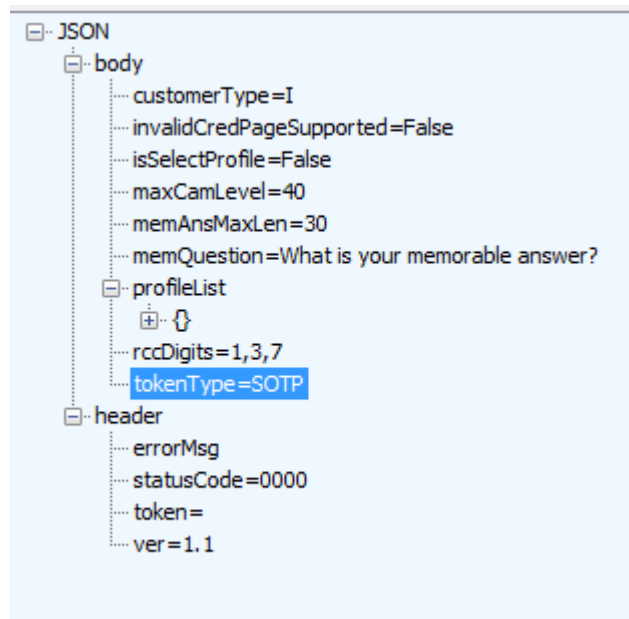 JSON
body
customerType=I
invalidCredPageSupported=False
isSelectProfile=False
maxCamLevel=40
memAnsMaxLen=30
memQuestion=What is your memorable answer?
profileList
{}
rccDigits=1,3,7
tokenType=SOTP
header
errorMsg
statusCode=0000
token=
ver=1.1